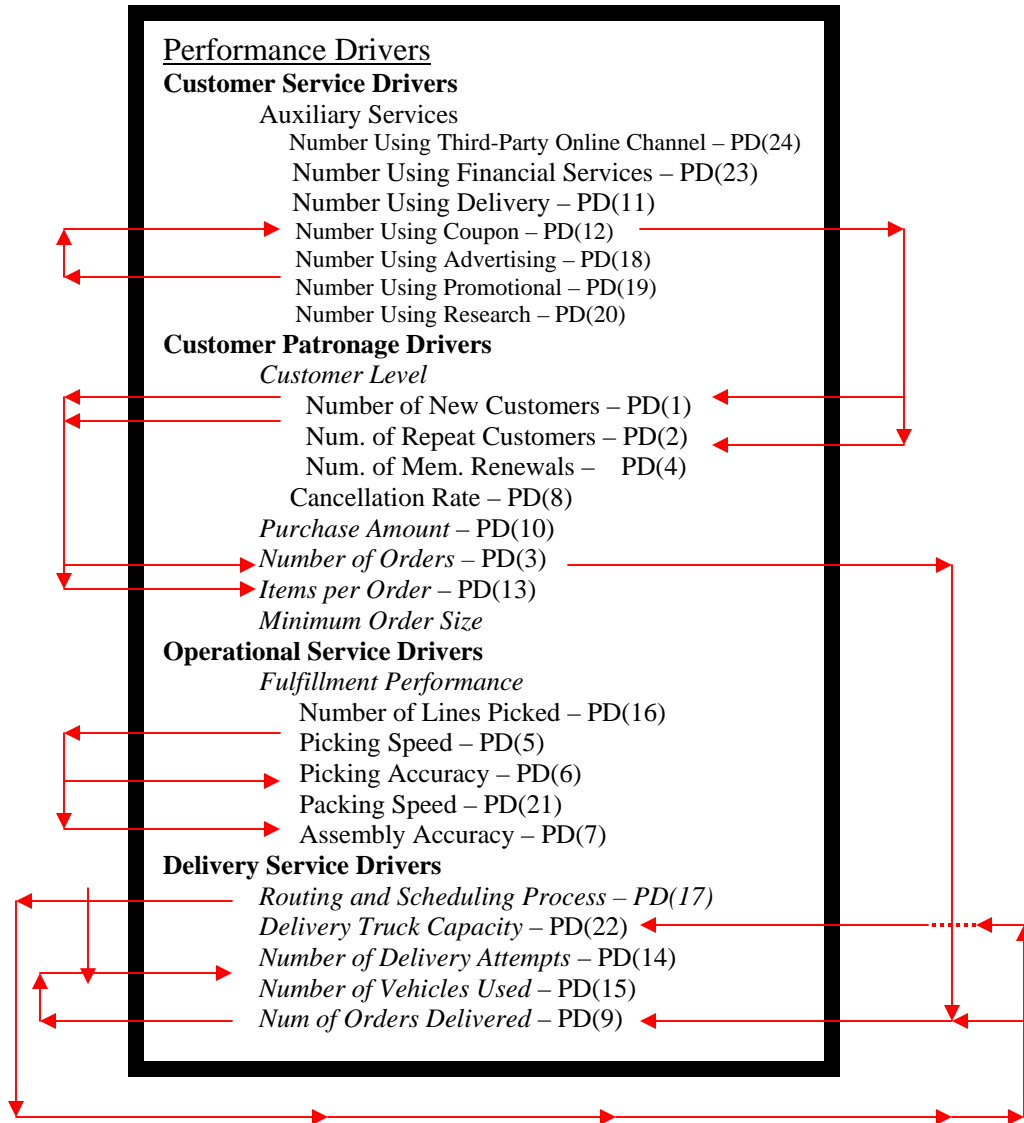 Performance Drivers
Customer Service Drivers
Auxiliary Services
Number Using Third-Party Online Channel – PD(24)
Number Using Financial Services – PD(23)
Number Using Delivery – PD(11)
Number Using Coupon – PD(12)
Number Using Advertising – PD(18)
Number Using Promotional – PD(19)
Number Using Research – PD(20)
Customer Patronage Drivers
Customer Level
Number of New Customers – PD(1)
Num. of Repeat Customers – PD(2)
Num. of Mem. Renewals – PD(4)
Cancellation Rate – PD(8)
Purchase Amount – PD(10)
Number of Orders – PD(3)
Items per Order – PD(13)
Minimum Order Size
Operational Service Drivers
Fulfillment Performance
Number of Lines Picked – PD(16)
Picking Speed – PD(5)
Picking Accuracy – PD(6)
Packing Speed – PD(21)
Assembly Accuracy – PD(7)
Delivery Service Drivers
Routing and Scheduling Process – PD(17)
Delivery Truck Capacity – PD(22)
Number of Delivery Attempts – PD(14)
Number of Vehicles Used – PD(15)
Num of Orders Delivered – PD(9)